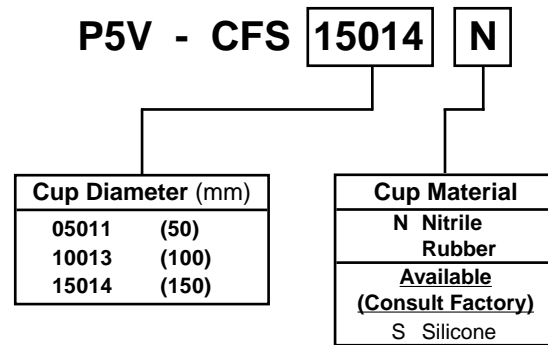 P5V - CFS 15014 N
Cup Diameter (mm)
05011 (50)
10013 (100)
15014 (150)
Cup Material
N Nitrile
Rubber
Available
(Consult Factory)
S Silicone